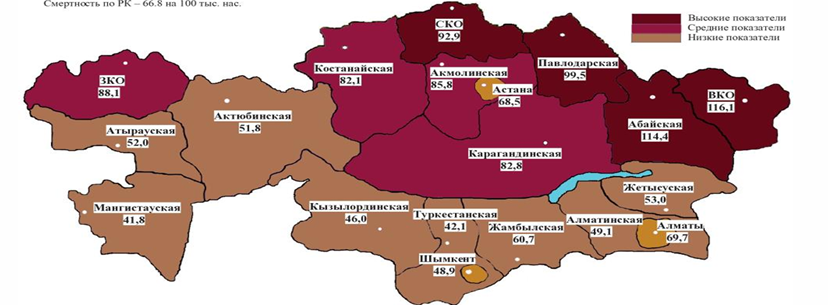 Смертность по РК – 66.8 на 100 тыс. нас.
Высокие показатели
Средние показатели
Низкие показатели
СКО
92,9
Костанайская
82,1
Акмолинская
85,8
Астана
68,5
Павлодарская
99,5
ЗКО
88,1
Актюбинская
51,8
Абайская
114,4
ВКО
116,1
Атырауская
52,0
Карагандинская
82,8
Мангистауская
41,8
Кызылординская
46,0
Туркестанская
42,1
Жамбылская
60,7
Алматинская
49,1
Жетысуская
53,0
Алматы
69,7
Шымкент
48,9